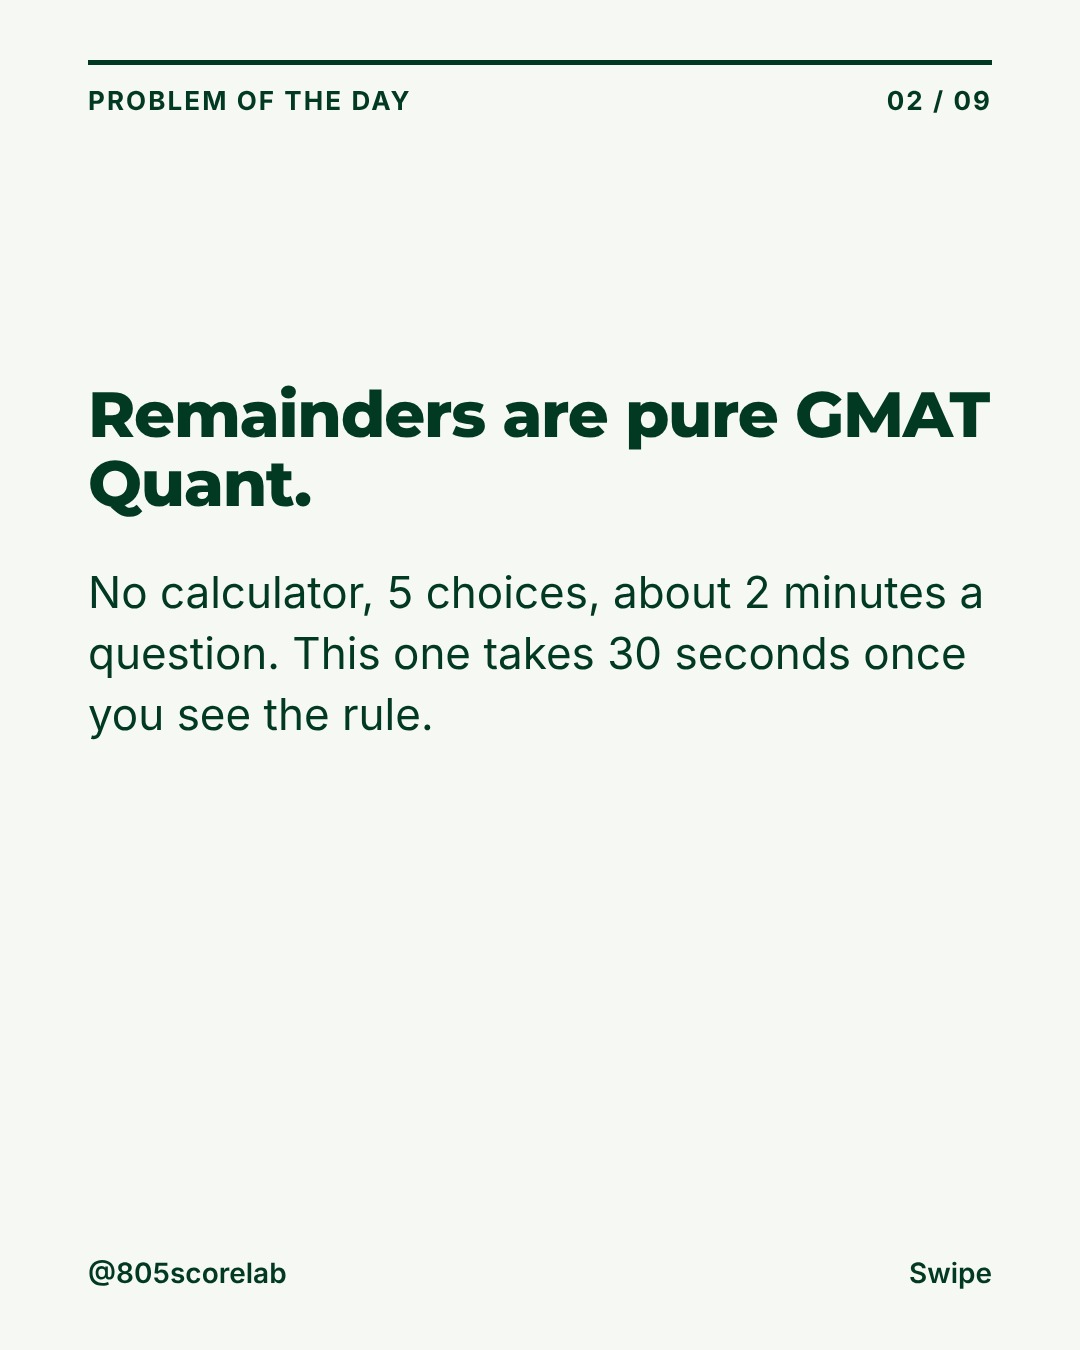 PROBLEM OF THE DAY
02 / 09
Remainders are pure GMAT
Quant.
No calculator, 5 choices, about 2 minutes a
question. This one takes 30 seconds once
you see the rule.
@805scorelab
Swipe